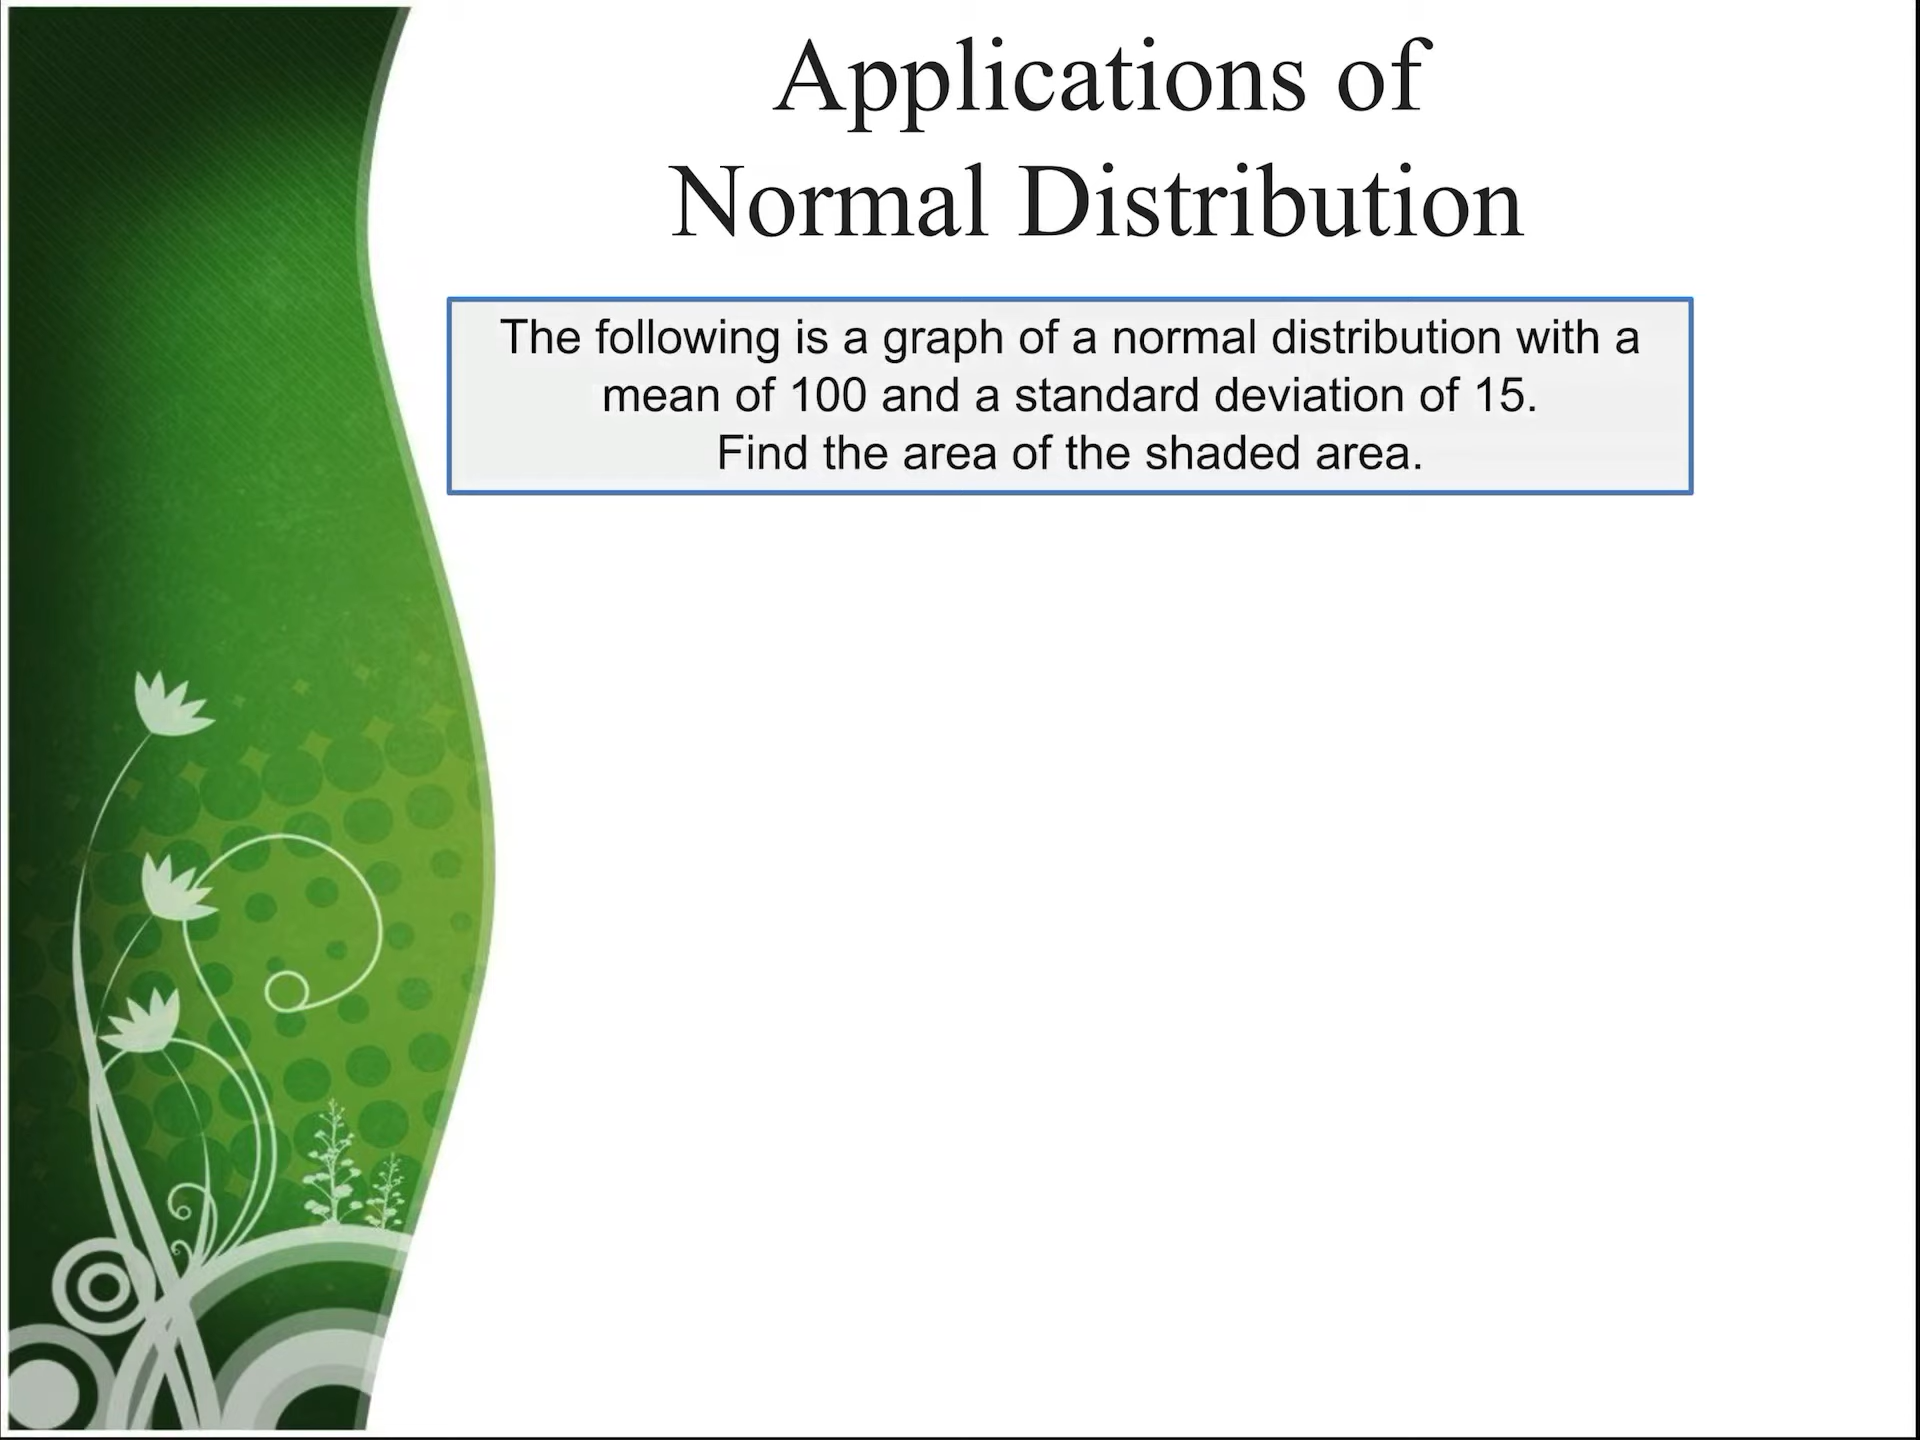 Applications of
Normal Distribution
The following is a graph of a normal distribution with a
mean of 100 and a standard deviation of 15.
Find the area of the shaded area.